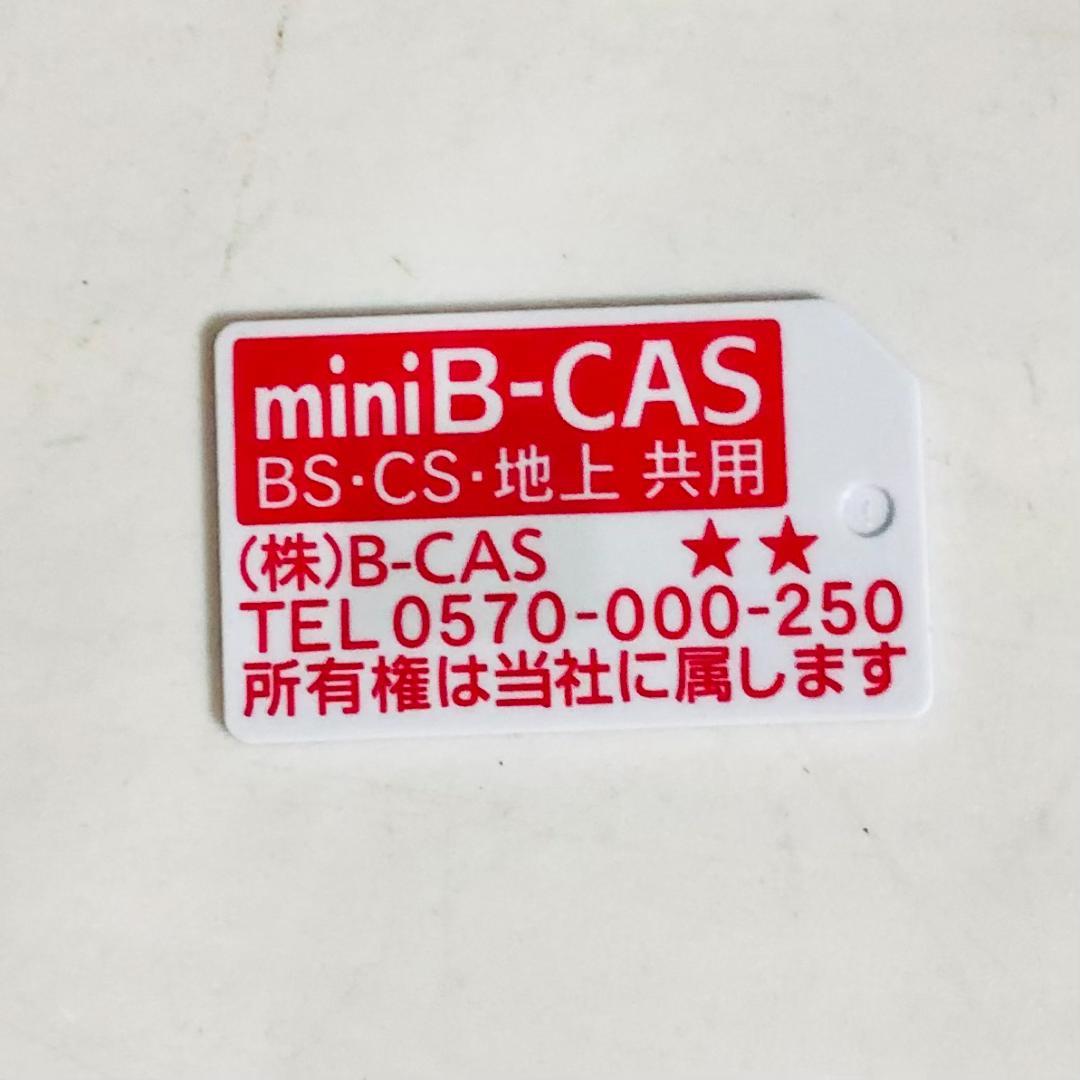 miniB-CAS
BS・CS・地上 共用
(株)B-CAS ★★
TEL 0570-000-250
所有権は当社に属します